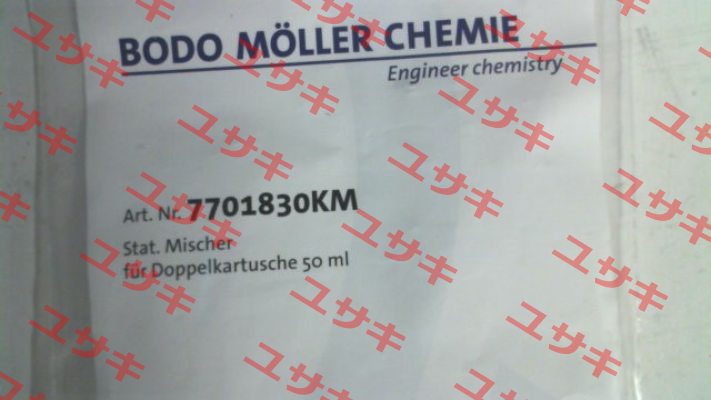 BODO MÖLLER CHEMIE
Engineer chemistry
Art. Nr. 7701830KM
Stat. Mischer
für Doppelkartusche 50 ml
ユサキ